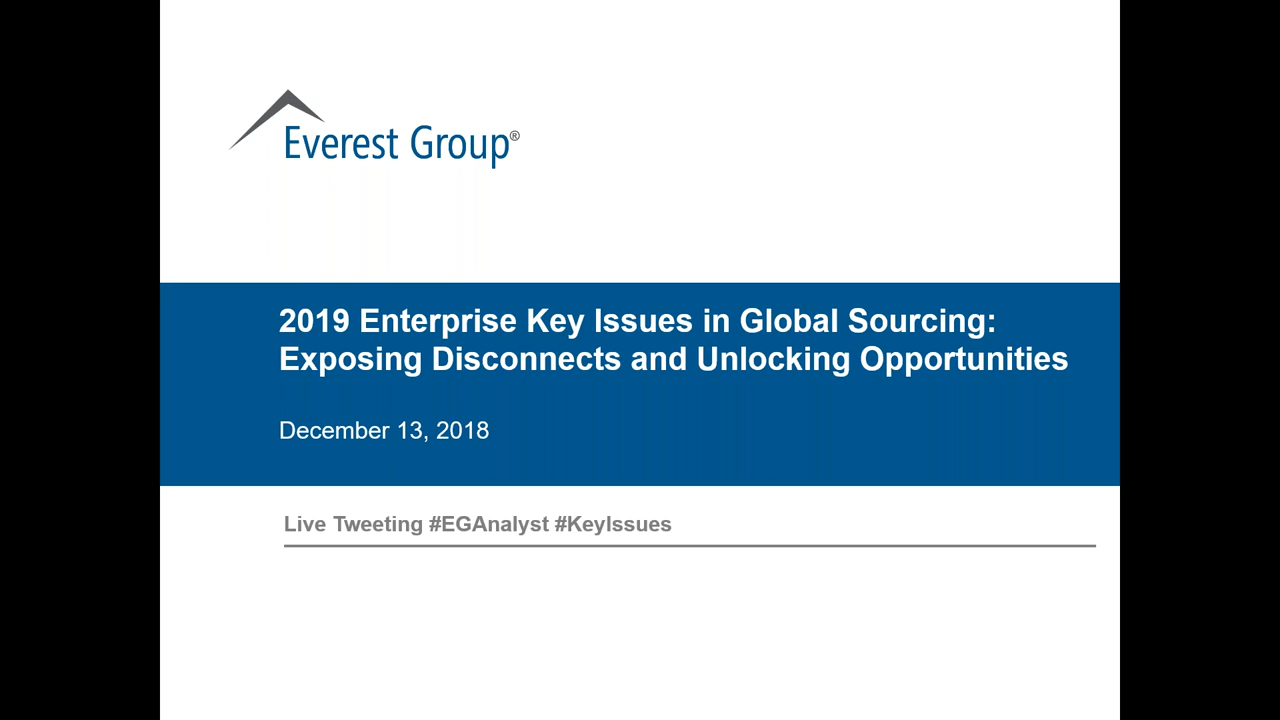 Everest Group®
2019 Enterprise Key Issues in Global Sourcing:
Exposing Disconnects and Unlocking Opportunities
December 13, 2018
Live Tweeting #EGAnalyst #KeyIssues